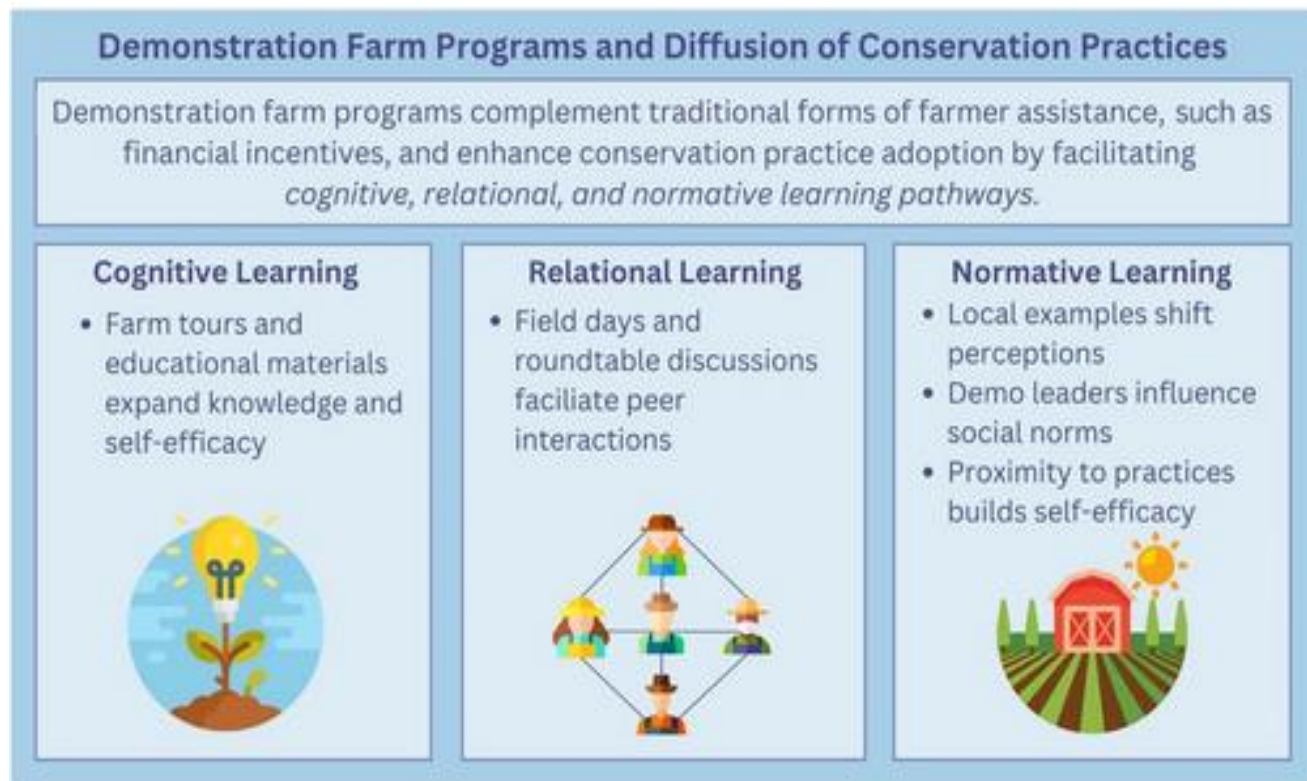 Demonstration Farm Programs and Diffusion of Conservation Practices
Demonstration farm programs complement traditional forms of farmer assistance, such as
financial incentives, and enhance conservation practice adoption by facilitating
cognitive, relational, and normative learning pathways.
Cognitive Learning
• Farm tours and
educational materials
expand knowledge and
self-efficacy
Relational Learning
• Field days and
roundtable discussions
faciliate peer
interactions
Normative Learning
• Local examples shift
perceptions
• Demo leaders influence
social norms
• Proximity to practices
builds self-efficacy